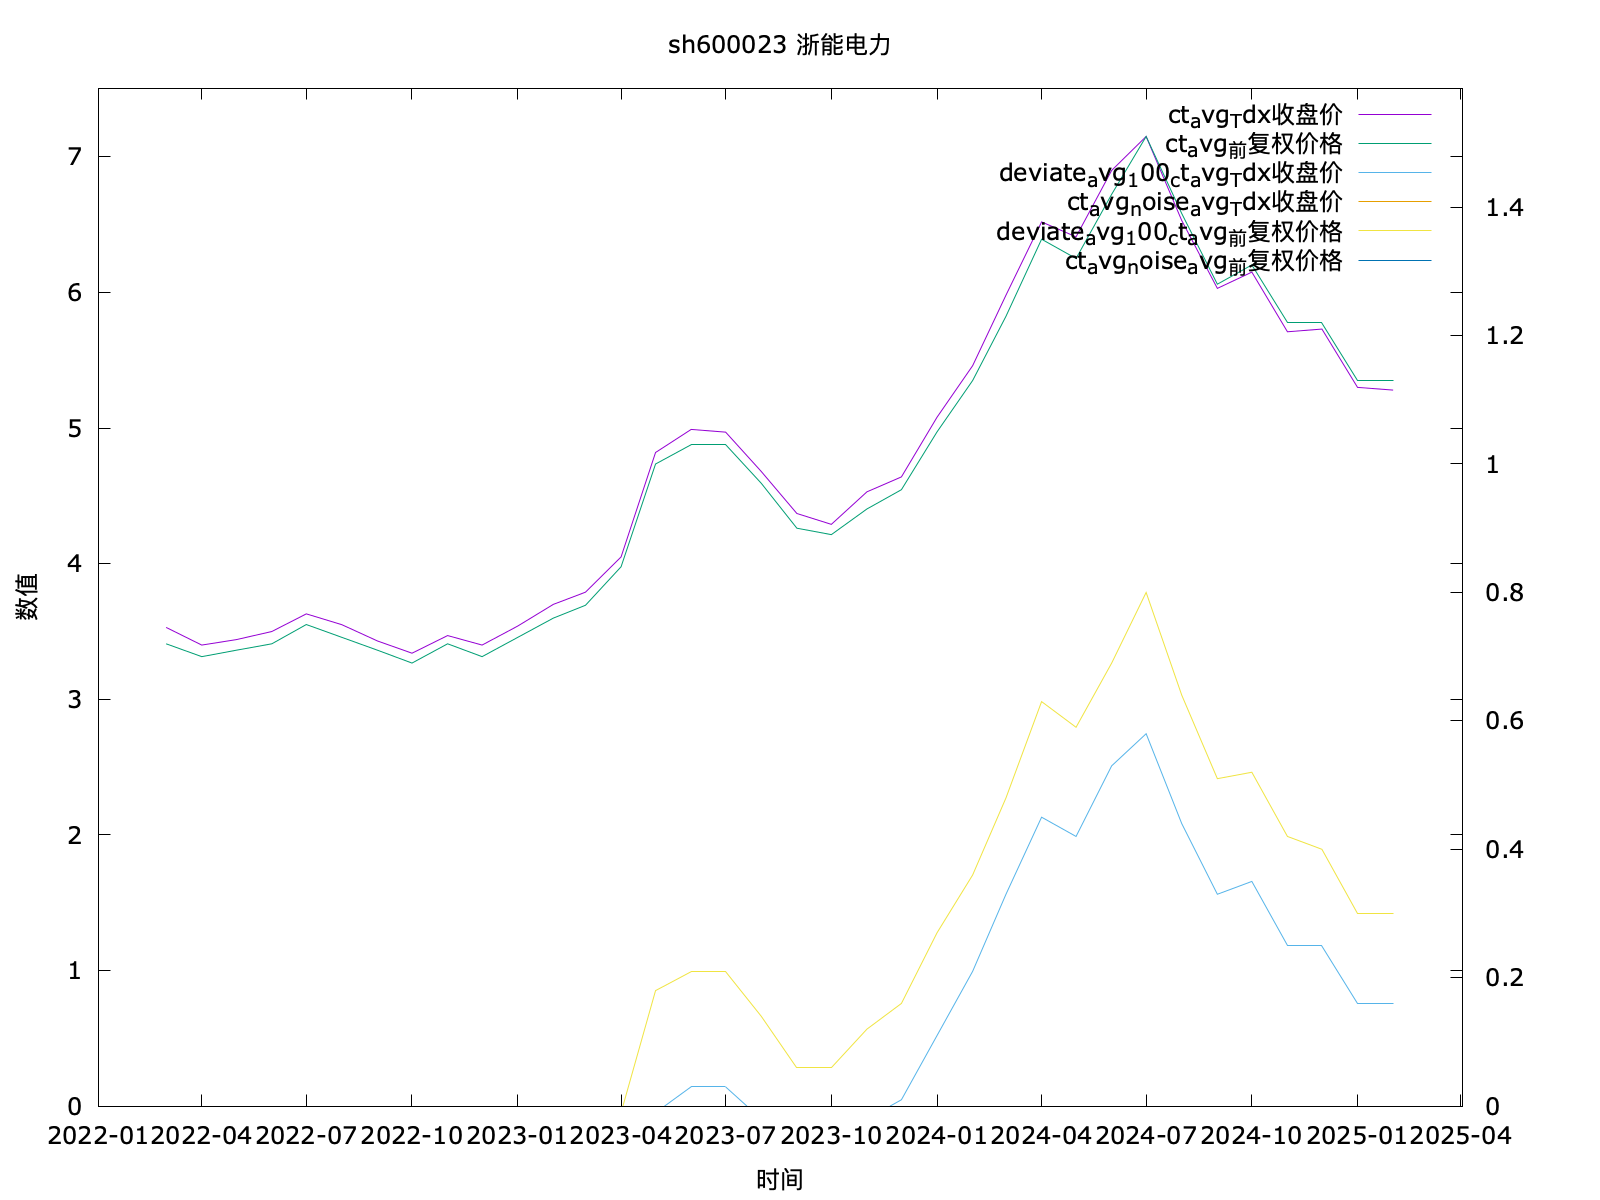 sh600023 浙能电力
ct_avg_Tdx收盘价
ct_avg_前复权价格
deviate_avg_100_ct_avg_Tdx收盘价
ct_avg_noise_avg_Tdx收盘价
deviate_avg_100_ct_avg_前复权价格
ct_avg_noise_avg_前复权价格
7
6
5
4
3
2
1
0
数值
1.4
1.2
1
0.8
0.6
0.4
0.2
0
2022-01 2022-04 2022-07 2022-10 2023-01 2023-04 2023-07 2023-10 2024-01 2024-04 2024-07 2024-10 2025-01 2025-04
时间